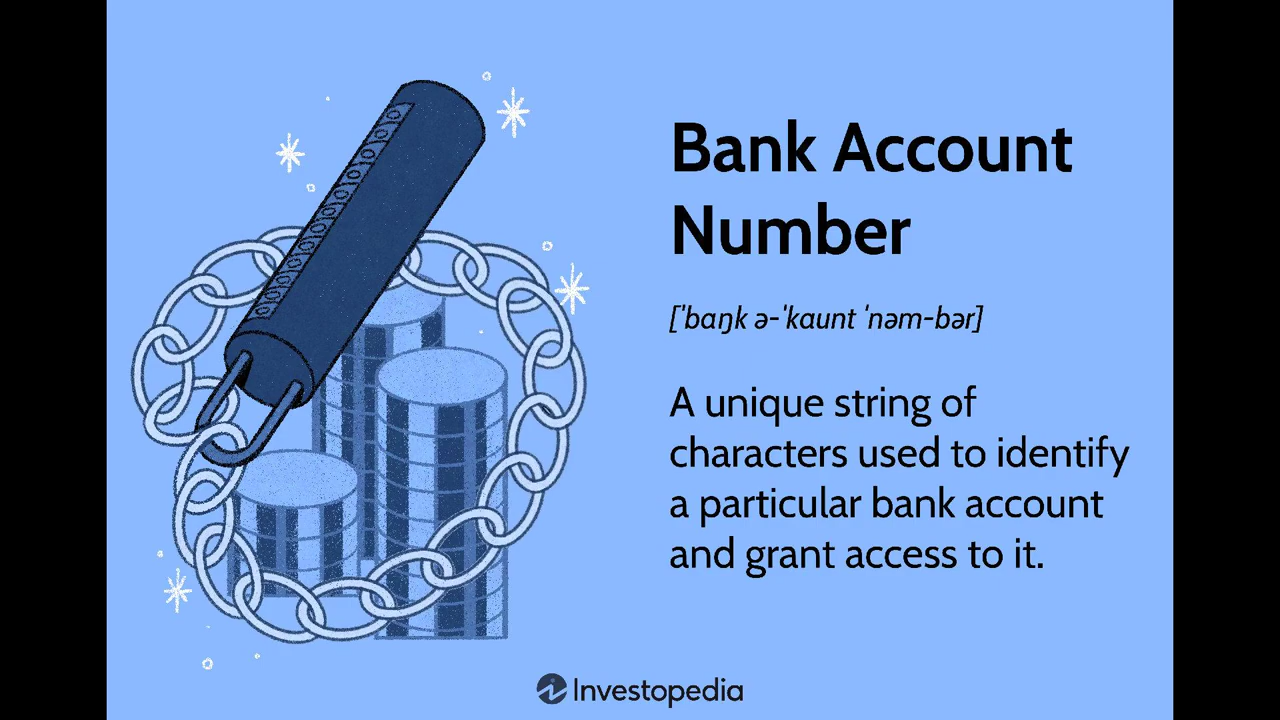 Bank Account
Number
[ˈbaŋk ə-ˈkaunt ˈnəm-bər]
A unique string of
characters used to identify
a particular bank account
and grant access to it.
Investopedia